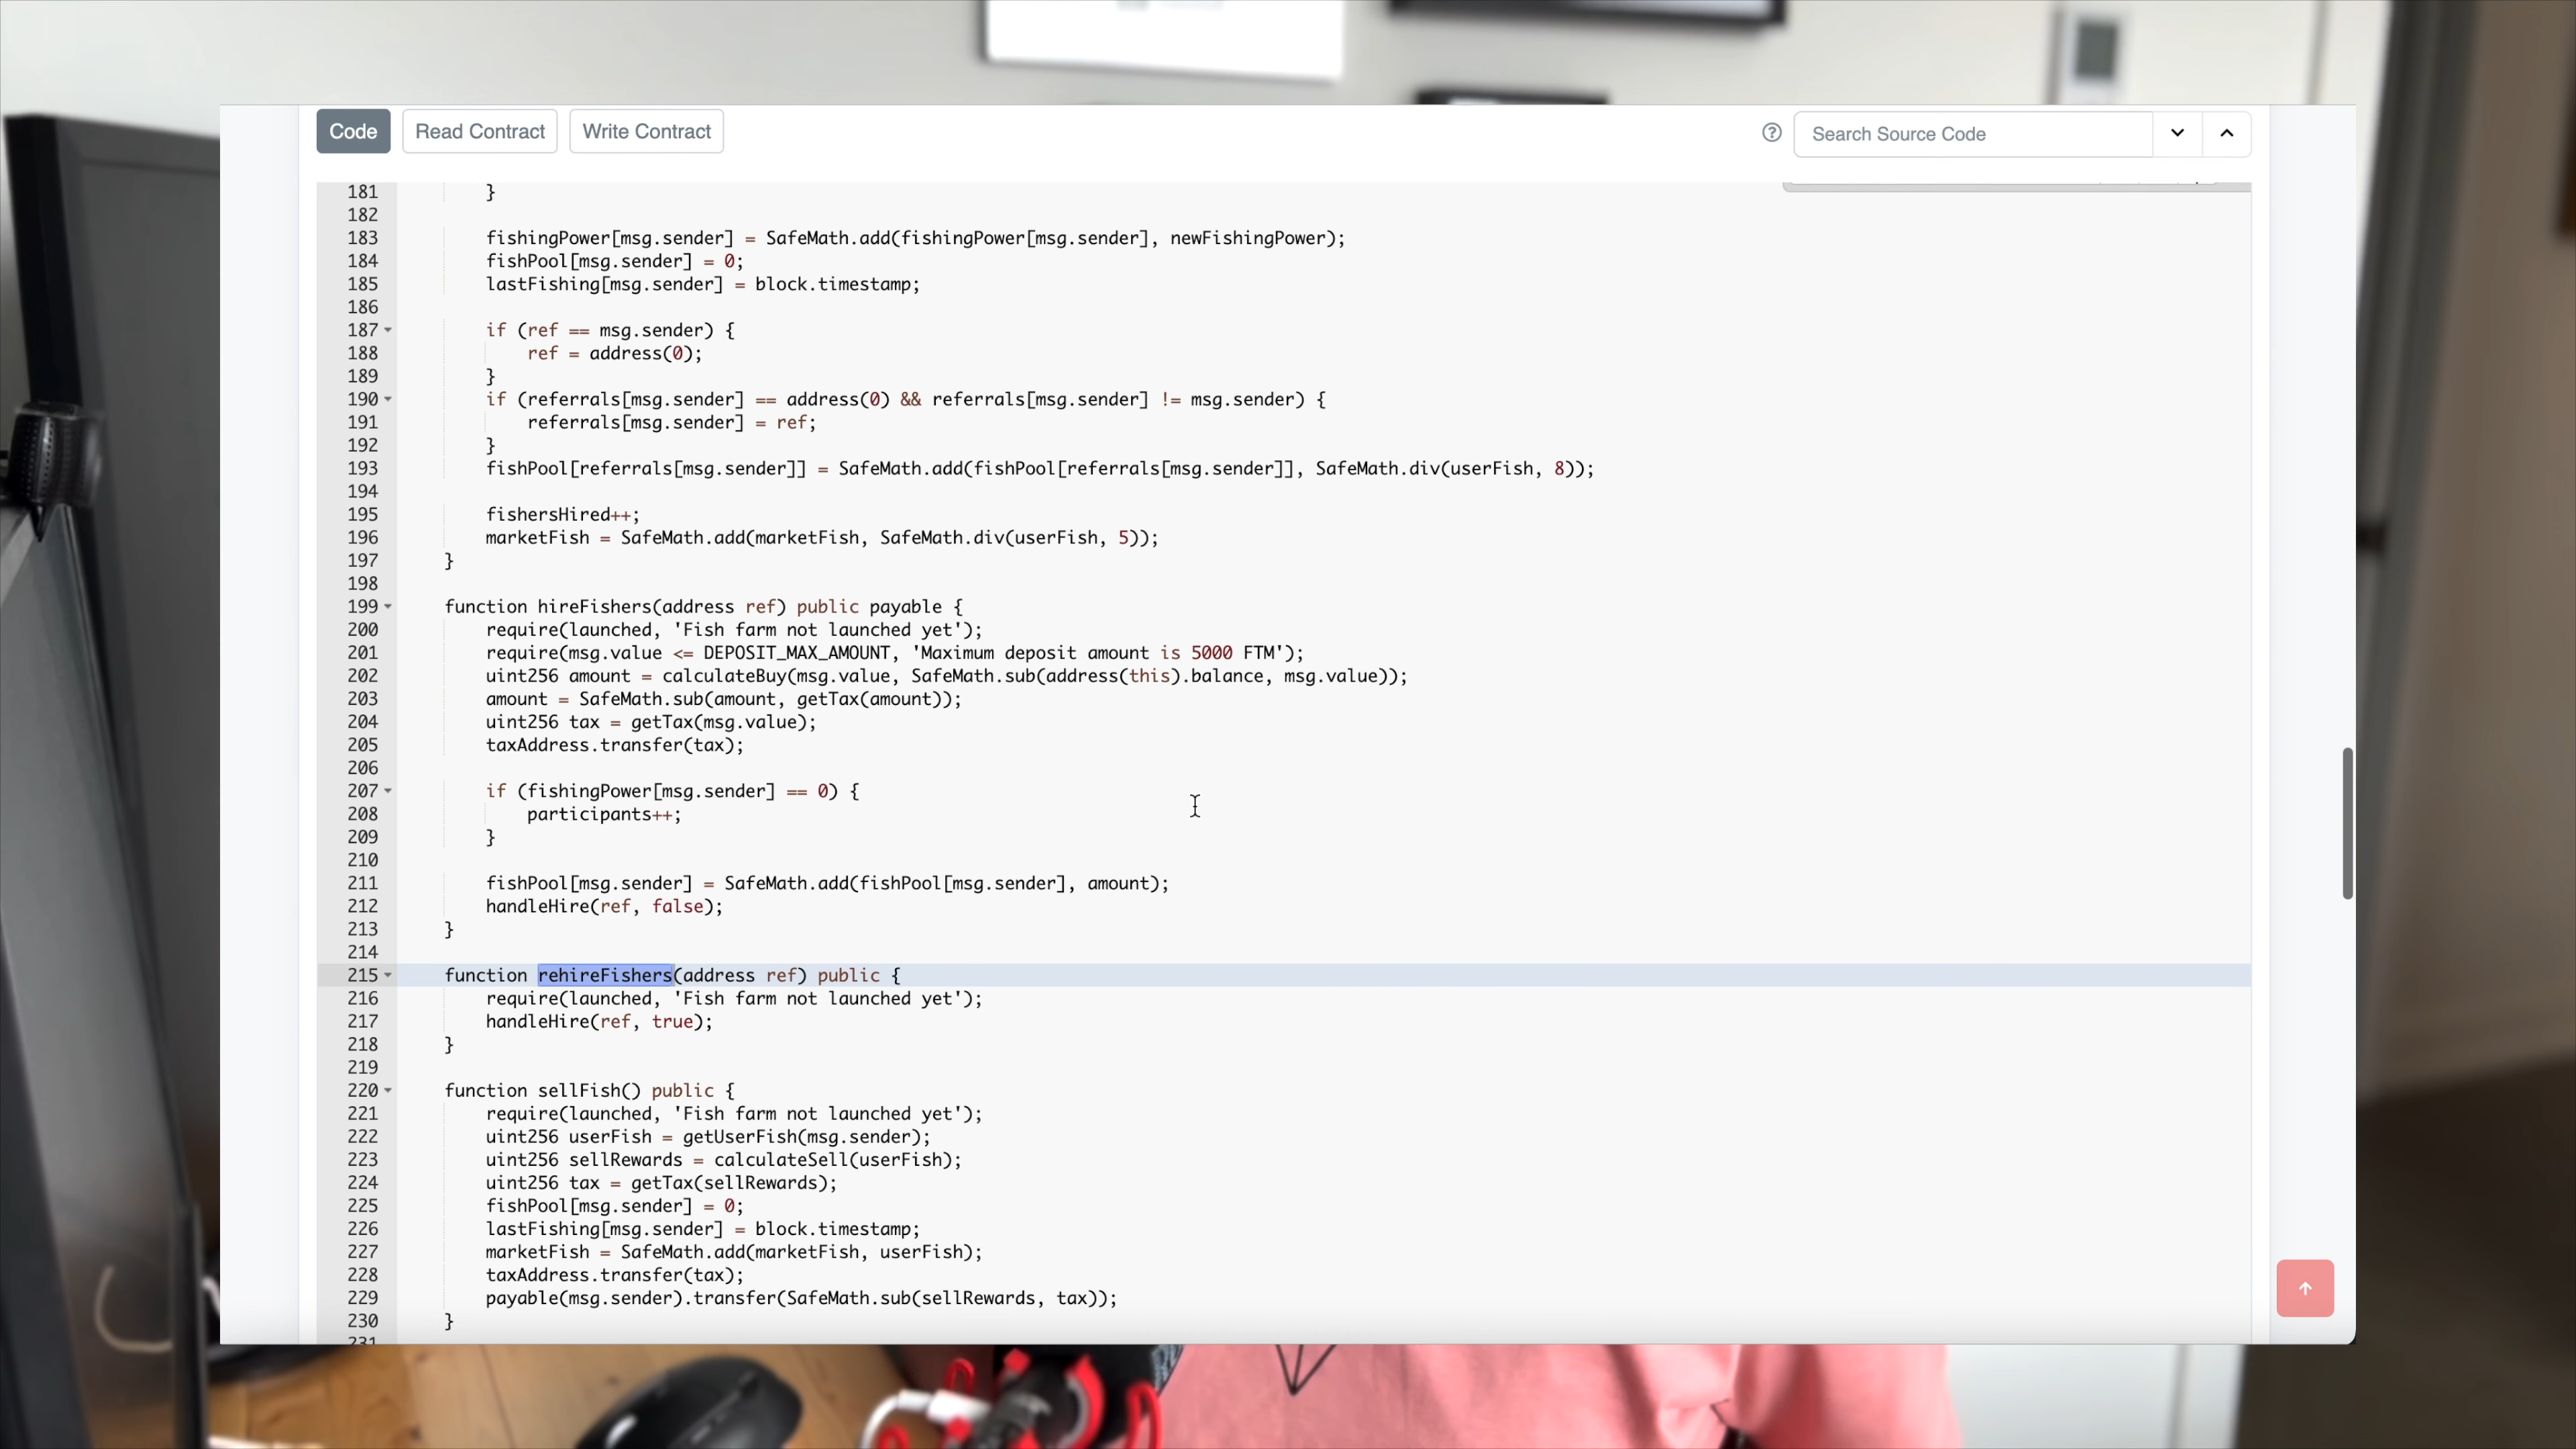 Code Read Contract Write Contract Search Source Code
181 }
182
183 fishingPower[msg.sender] = SafeMath.add(fishingPower[msg.sender], newFishingPower);
184 fishPool[msg.sender] = 0;
185 lastFishing[msg.sender] = block.timestamp;
186
187 if (ref == msg.sender) {
188 ref = address(0);
189 }
190 if (referrals[msg.sender] == address(0) && referrals[msg.sender] != msg.sender) {
191 referrals[msg.sender] = ref;
192 }
193 fishPool[referrals[msg.sender]] = SafeMath.add(fishPool[referrals[msg.sender]], SafeMath.div(userFish, 8));
194
195 fishersHired++;
196 marketFish = SafeMath.add(marketFish, SafeMath.div(userFish, 5));
197 }
198
199 function hireFishers(address ref) public payable {
200 require(launched, 'Fish farm not launched yet');
201 require(msg.value <= DEPOSIT_MAX_AMOUNT, 'Maximum deposit amount is 5000 FTM');
202 uint256 amount = calculateBuy(msg.value, SafeMath.sub(address(this).balance, msg.value));
203 amount = SafeMath.sub(amount, getTax(amount));
204 uint256 tax = getTax(msg.value);
205 taxAddress.transfer(tax);
206
207 if (fishingPower[msg.sender] == 0) {
208 participants++;
209 }
210
211 fishPool[msg.sender] = SafeMath.add(fishPool[msg.sender], amount);
212 handleHire(ref, false);
213 }
214
215 function rehireFishers(address ref) public {
216 require(launched, 'Fish farm not launched yet');
217 handleHire(ref, true);
218 }
219
220 function sellFish() public {
221 require(launched, 'Fish farm not launched yet');
222 uint256 userFish = getUserFish(msg.sender);
223 uint256 sellRewards = calculateSell(userFish);
224 uint256 tax = getTax(sellRewards);
225 fishPool[msg.sender] = 0;
226 lastFishing[msg.sender] = block.timestamp;
227 marketFish = SafeMath.add(marketFish, userFish);
228 taxAddress.transfer(tax);
229 payable(msg.sender).transfer(SafeMath.sub(sellRewards, tax));
230 }
231